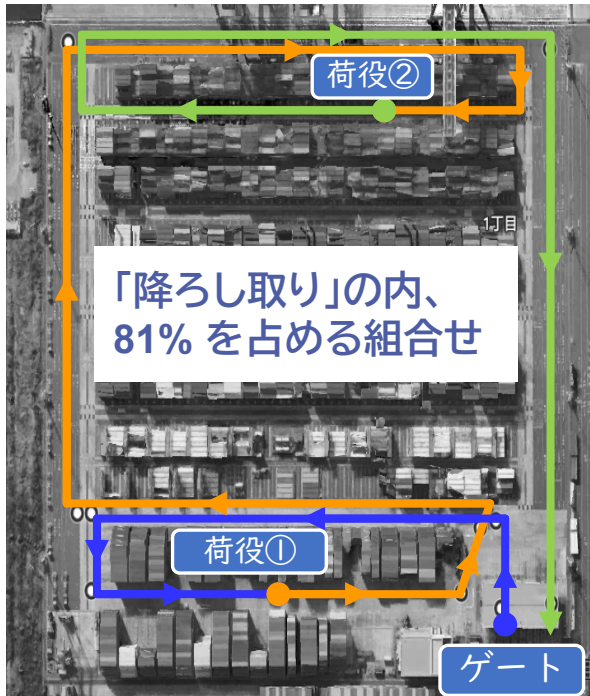 荷役②
1丁目
「降ろし取り」の内、
81% を占める組合せ
荷役①
ゲート